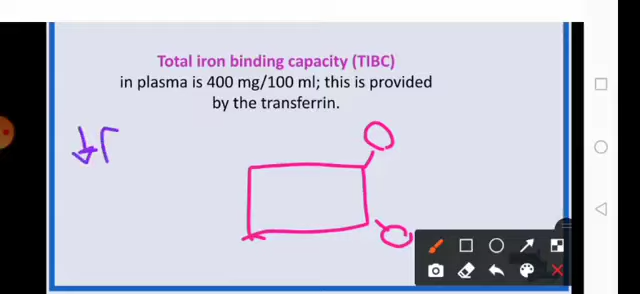 Total iron binding capacity (TIBC)
in plasma is 400 mg/100 ml; this is provided
by the transferrin.